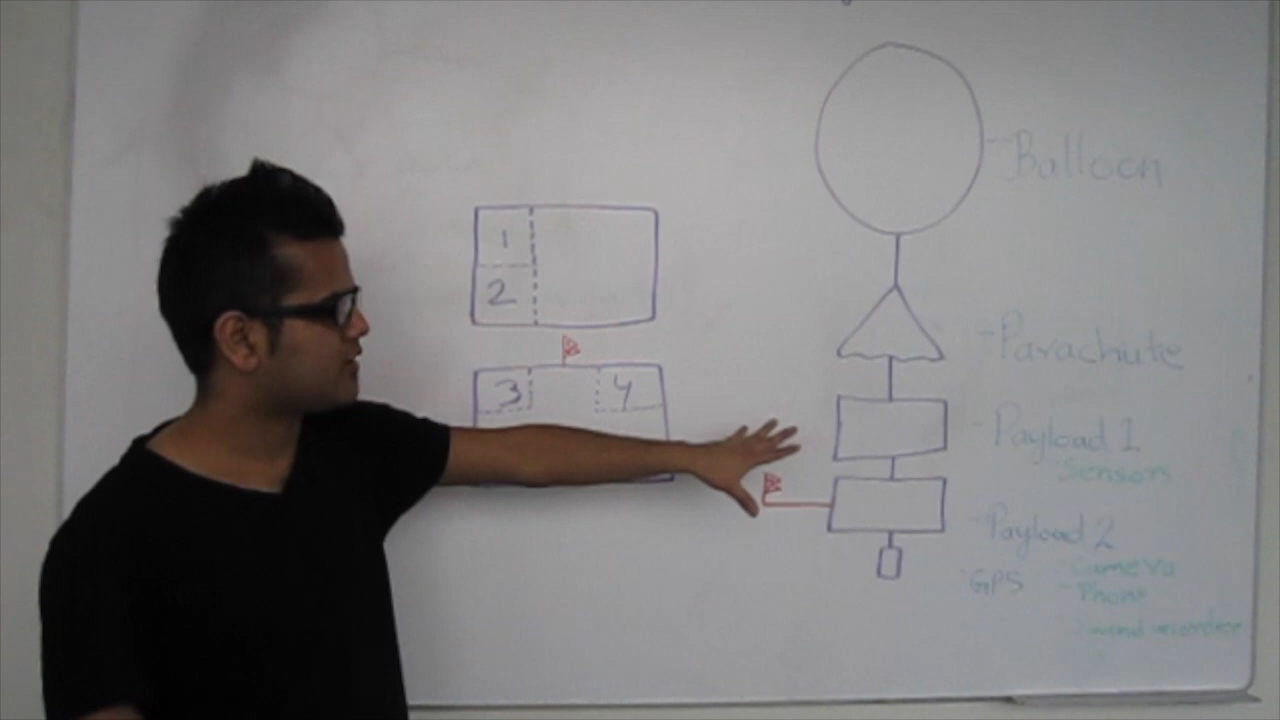 1
2
3
4
Balloon
Parachute
Payload 1
Sensors
Payload 2
GPS
Camera
Phone
Sound recorder